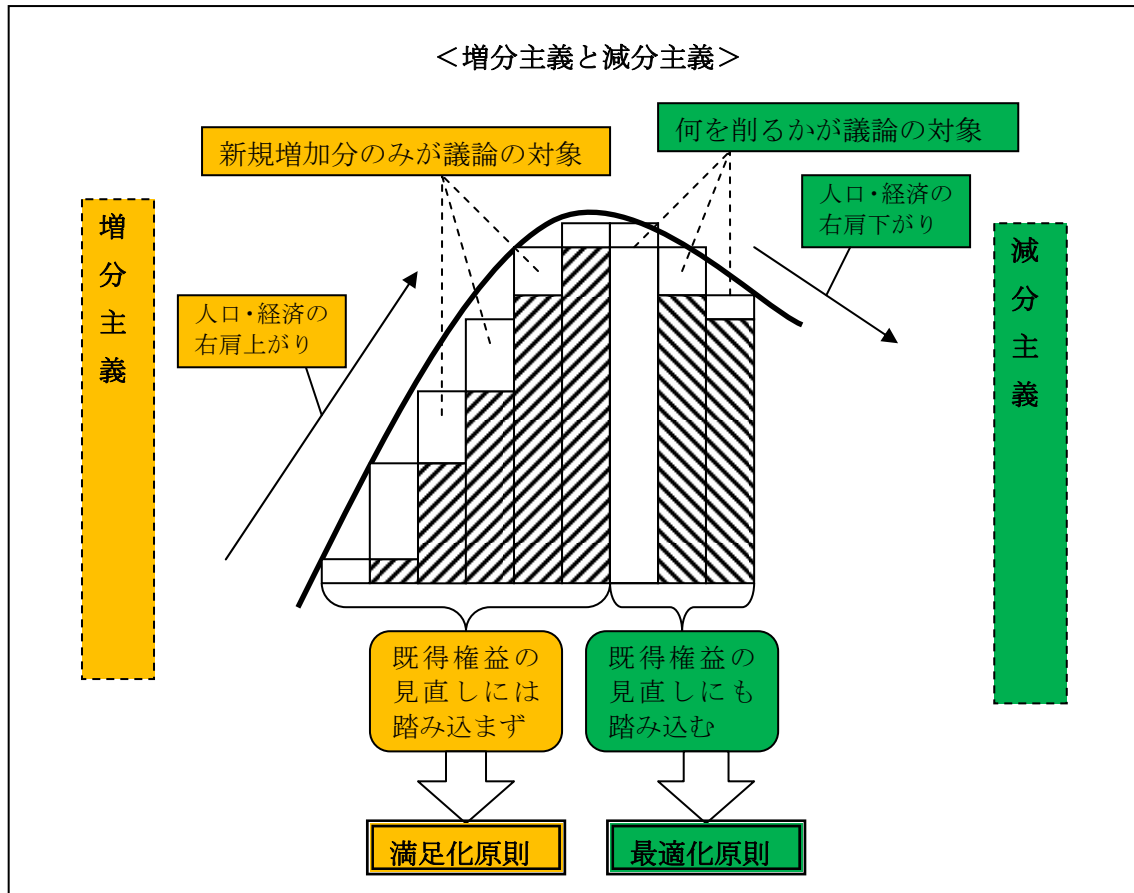 ＜増分主義と減分主義＞
新規増加分のみが議論の対象
何を削るかが議論の対象
増分主義
人口・経済の
右肩上がり
人口・経済の
右肩下がり
減分主義
既得権益の
見直しには
踏み込まず
既得権益の
見直しにも
踏み込む
満足化原則
最適化原則